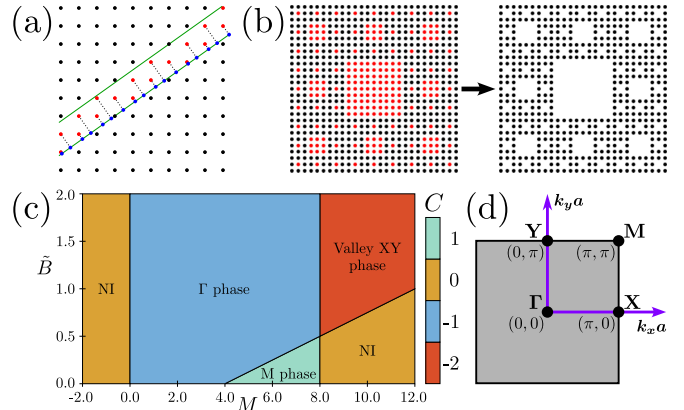 (a)
(b)
(c)
C
2.0
1.5
1.0
0.5
0.0
B̃
NI
Γ phase
Valley XY
phase
M phase
NI
-2.0
0.0
2.0
4.0
6.0
8.0
10.0
12.0
M
1
0
-1
-2
(d)
k_y a
Y
M
(0, π)
(π, π)
Γ
X
(0,0)
(π, 0)
k_x a